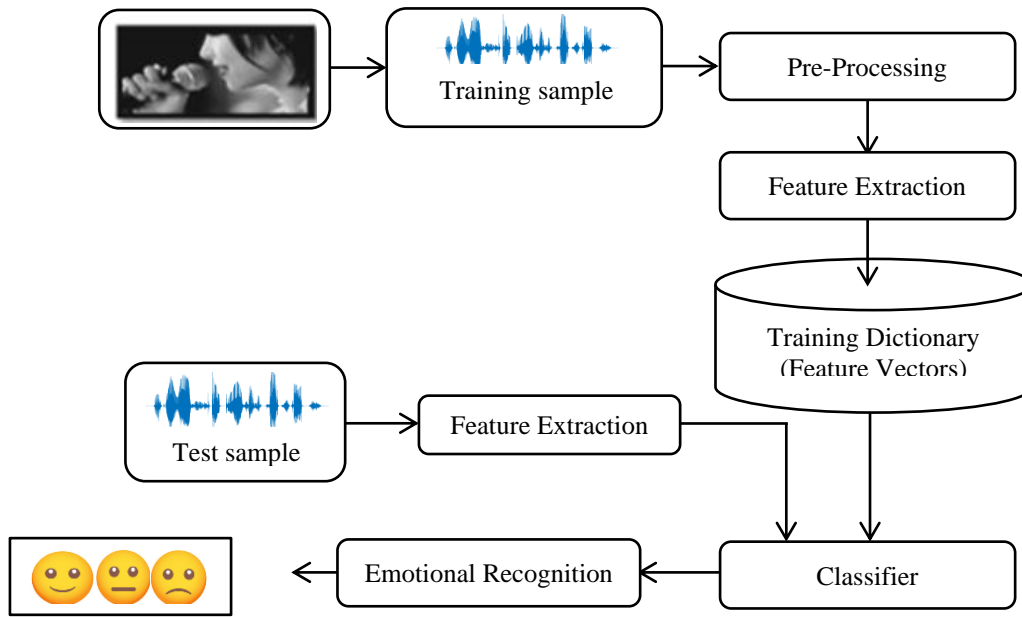 Training sample
Pre-Processing
Feature Extraction
Training Dictionary
(Feature Vectors)
Test sample
Feature Extraction
Emotional Recognition
Classifier